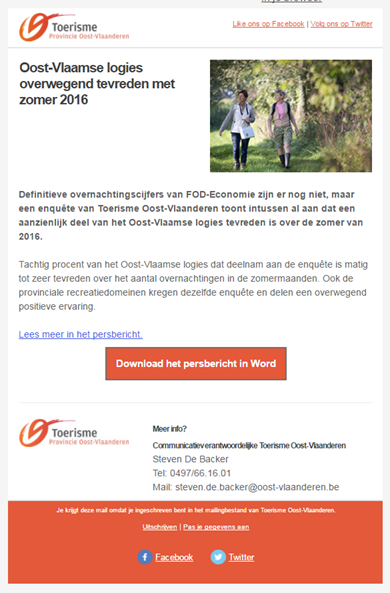 Toerisme
Provincie Oost-Vlaanderen
Like ons op Facebook | Volg ons op Twitter
Oost-Vlaamse logies
overwegend tevreden met
zomer 2016
Definitieve overnachtingscijfers van FOD-Economie zijn er nog niet, maar
een enquête van Toerisme Oost-Vlaanderen toont intussen al aan dat een
aanzienlijk deel van het Oost-Vlaamse logies tevreden is over de zomer van
2016.
Tachtig procent van het Oost-Vlaamse logies dat deelnam aan de enquête is matig
tot zeer tevreden over het aantal overnachtingen in de zomermaanden. Ook de
provinciale recreatiedomeinen kregen dezelfde enquête en delen een overwegend
positieve ervaring.
Lees meer in het persbericht.
Download het persbericht in Word
Toerisme
Provincie Oost-Vlaanderen
Meer info?
Communicatieverantwoordelijke Toerisme Oost-Vlaanderen
Steven De Backer
Tel: 0497/66.16.01
Mail: steven.de.backer@oost-vlaanderen.be
Je krijgt deze mail omdat je ingeschreven bent in het mailingbestand van Toerisme Oost-Vlaanderen.
Uitschrijven | Pas je gegevens aan
Facebook
Twitter